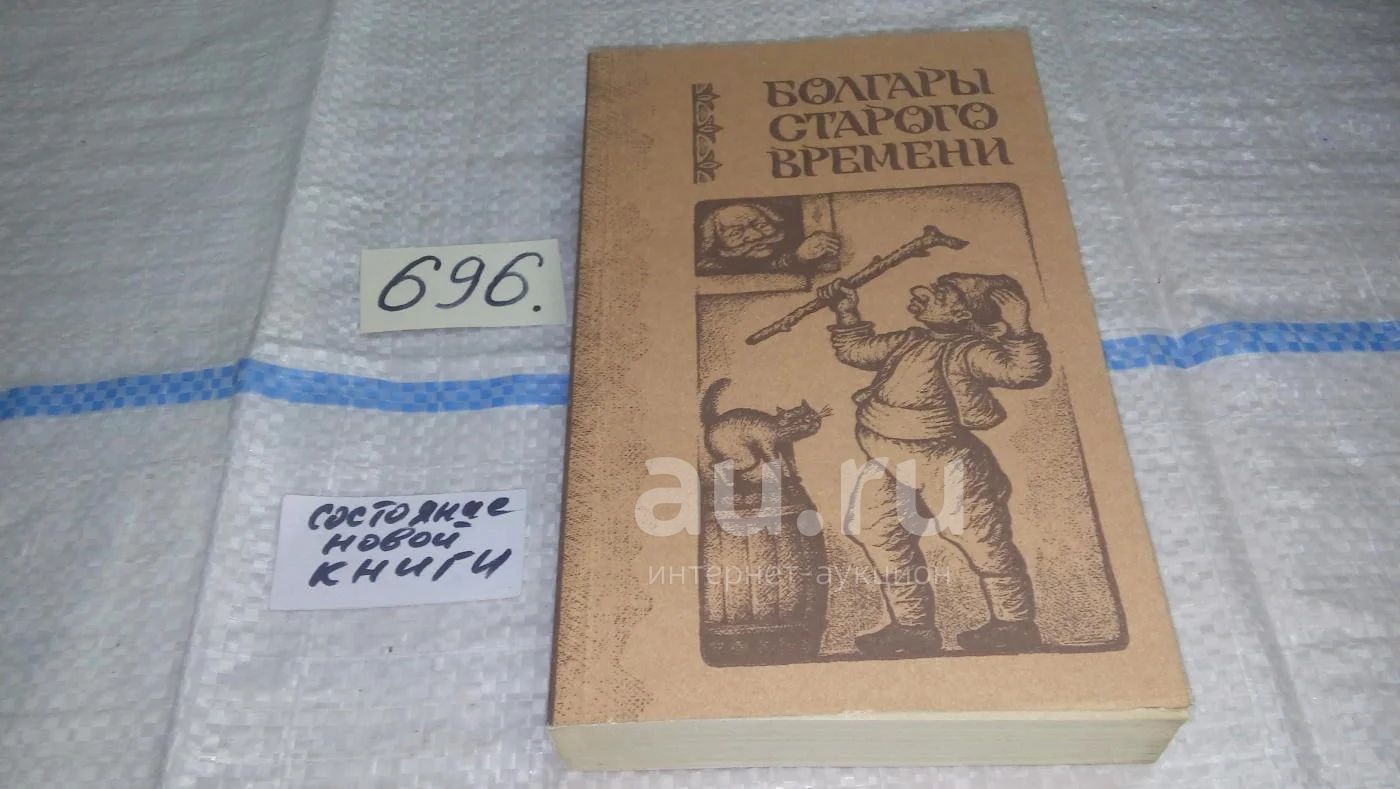 БОЛГАРЫ
СТАРОГО
ВРЕМЕНИ
696.
состояние
новой
книги
au.ru
интернет-аукцион